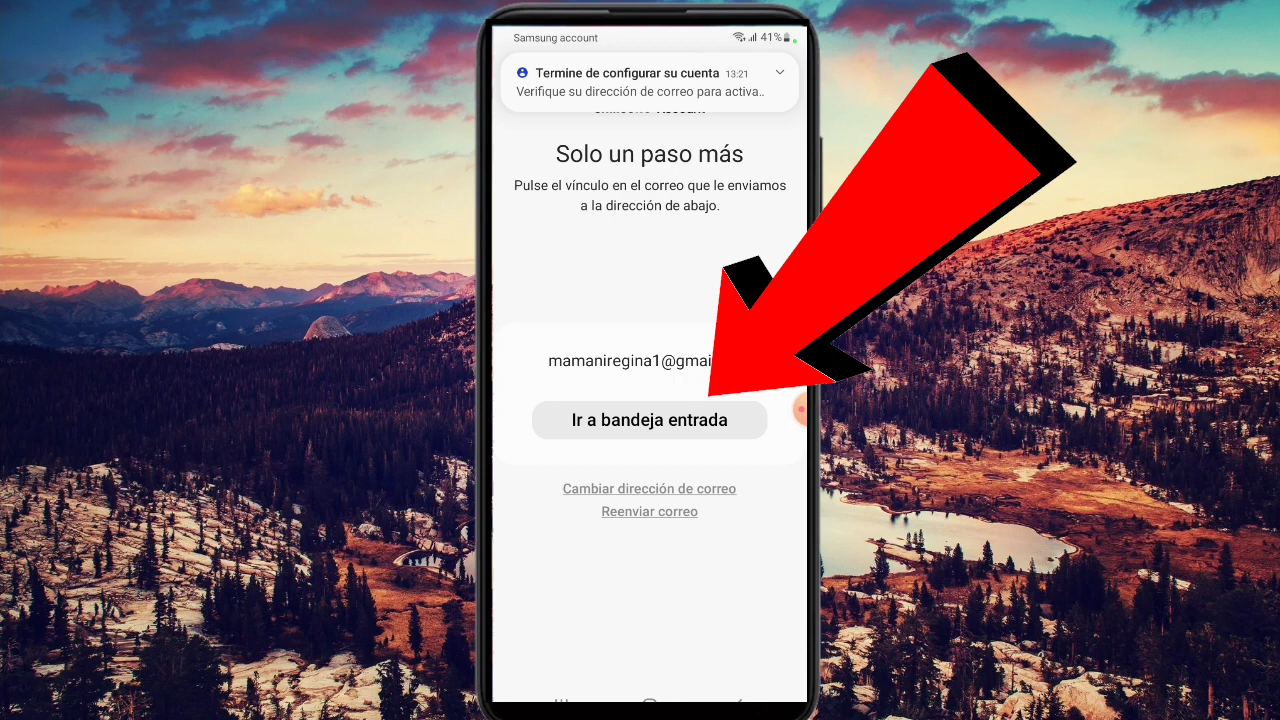 Samsung account
41%
Termine de configurar su cuenta 13:21
Verifique su dirección de correo para activa..
Solo un paso más
Pulse el vínculo en el correo que le enviamos
a la dirección de abajo.
mamaniregina1@gmai
Ir a bandeja entrada
Cambiar dirección de correo
Reenviar correo